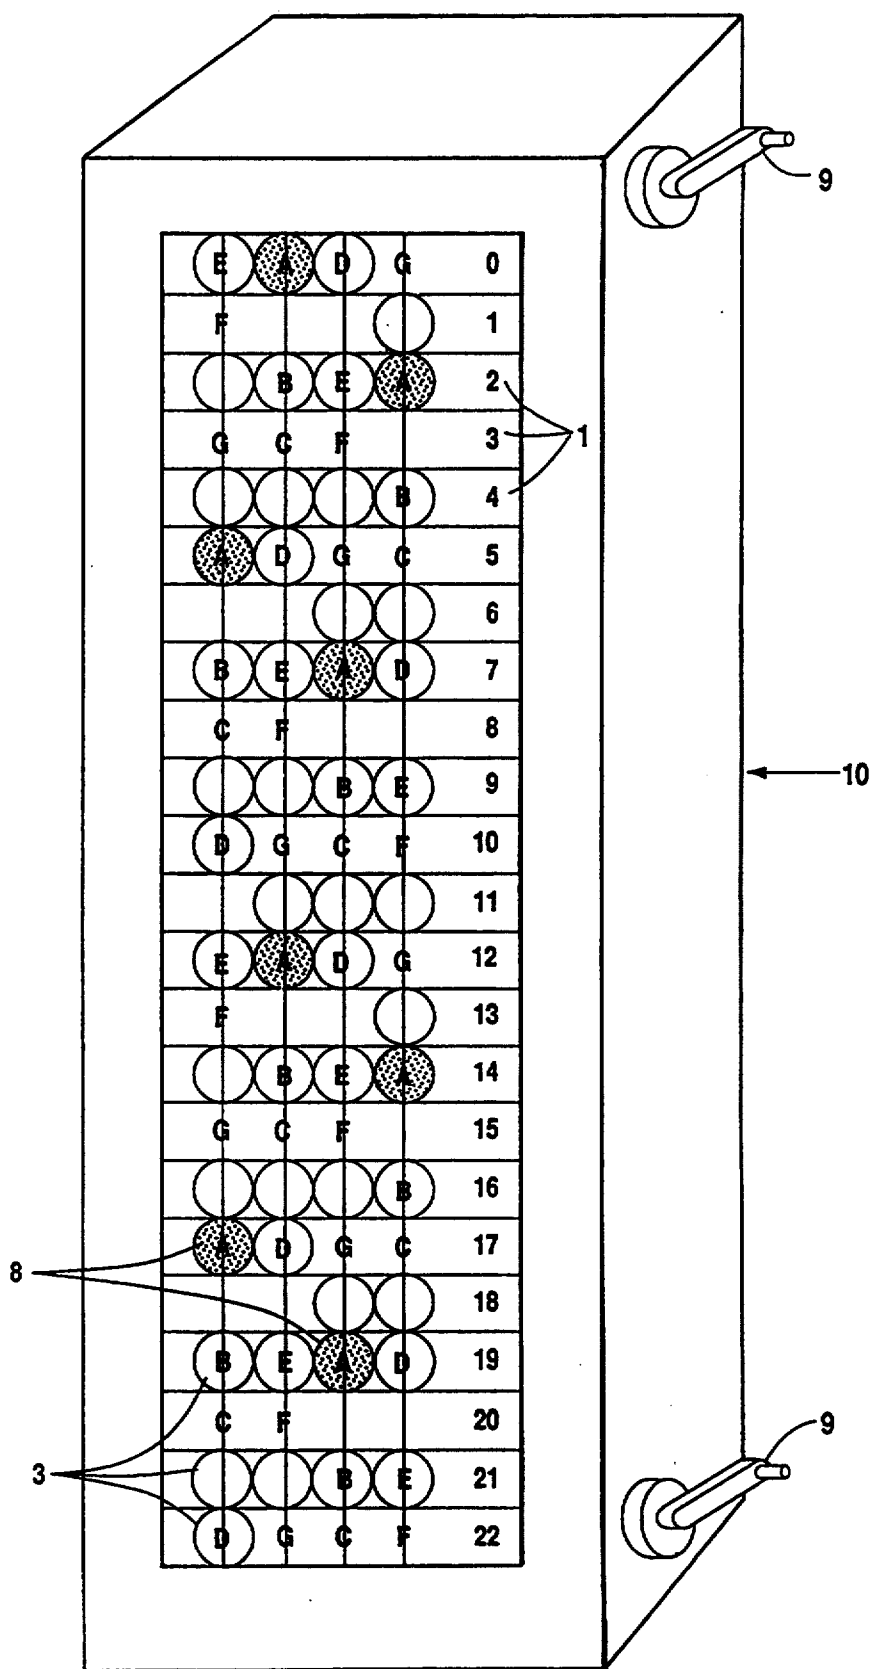 9
E A D G 0
F 1
B E A 2
G C F 3
1
B 4
A D G C 5
6
B E A D 7
C F 8
10
B E 9
D G C F 10
11
E A D G 12
F 13
B E A 14
G C F 15
B 16
A D G C 17
8
18
B E A D 19
C F 20
9
3
B E 21
D G C F 22